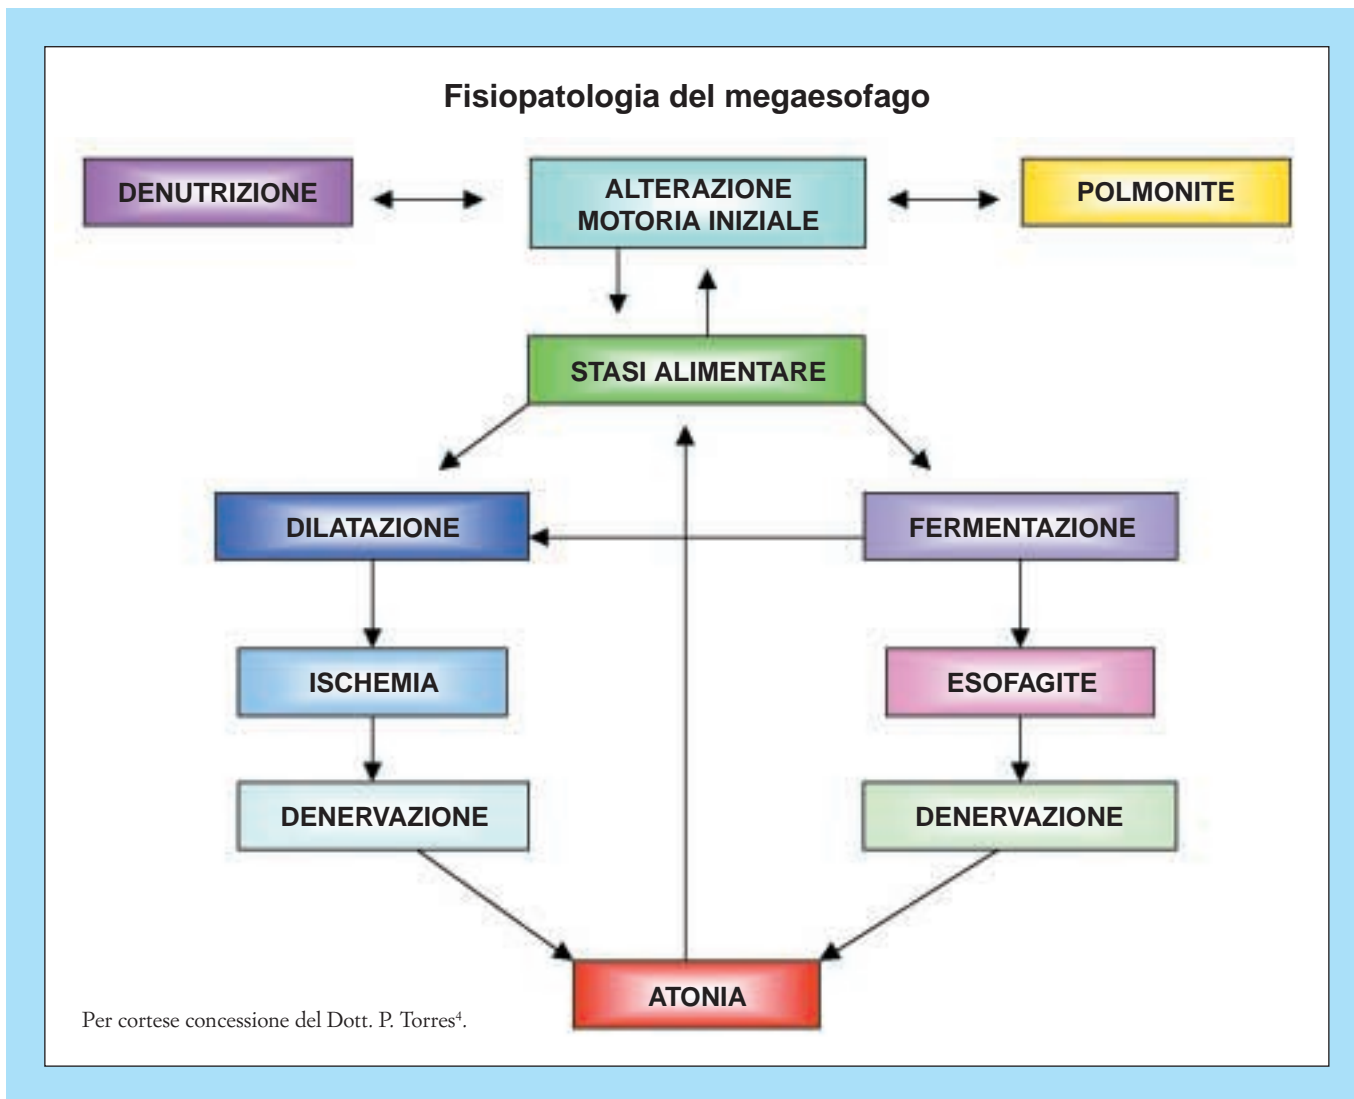 Fisiopatologia del megaesofago
DENUTRIZIONE
ALTERAZIONE
MOTORIA INIZIALE
POLMONITE
STASI ALIMENTARE
DILATAZIONE
FERMENTAZIONE
ISCHEMIA
ESOFAGITE
DENERVAZIONE
DENERVAZIONE
ATONIA
Per cortese concessione del Dott. P. Torres⁴.